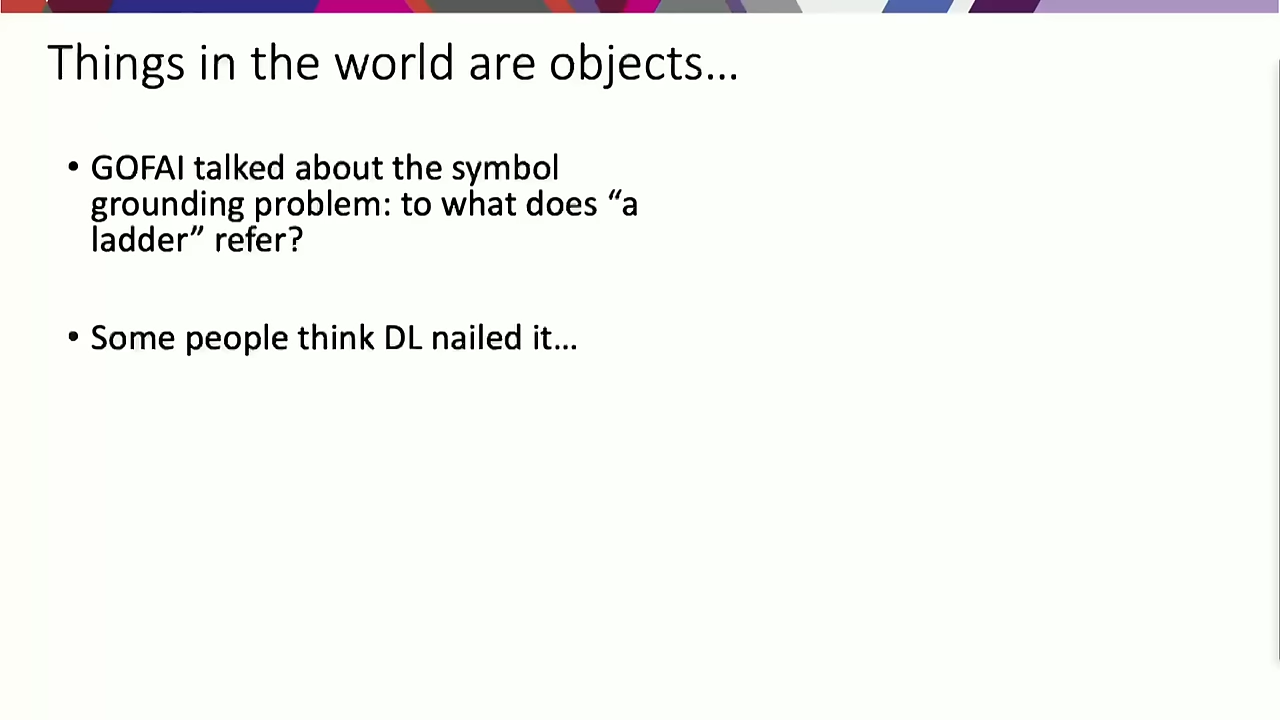 Things in the world are objects…
• GOFAI talked about the symbol
grounding problem: to what does “a
ladder” refer?
• Some people think DL nailed it…